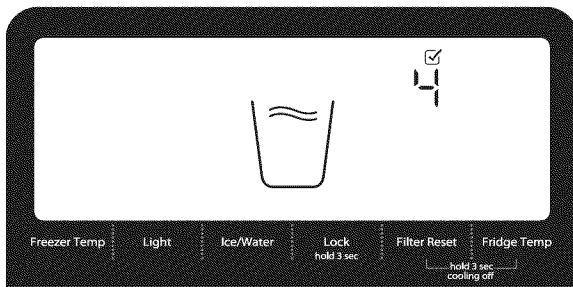 4
Freezer Temp Light Ice/Water Lock Filter Reset Fridge Temp
hold 3 sec
hold 3 sec
cooling off